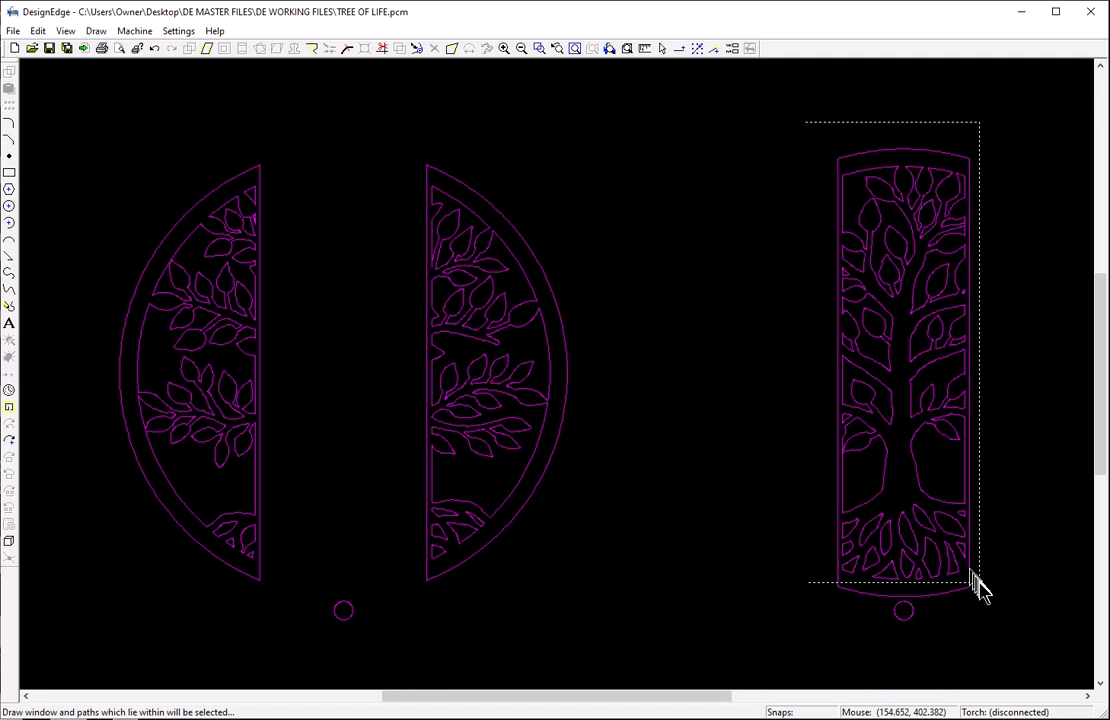 DesignEdge - C:\Users\Owner\Desktop\DE MASTER FILES\DE WORKING FILES\TREE OF LIFE.pcm
File Edit View Draw Machine Settings Help
A
Draw window and paths which lie within will be selected... Snaps: Mouse: (154.652, 402.382) Torch: (disconnected)